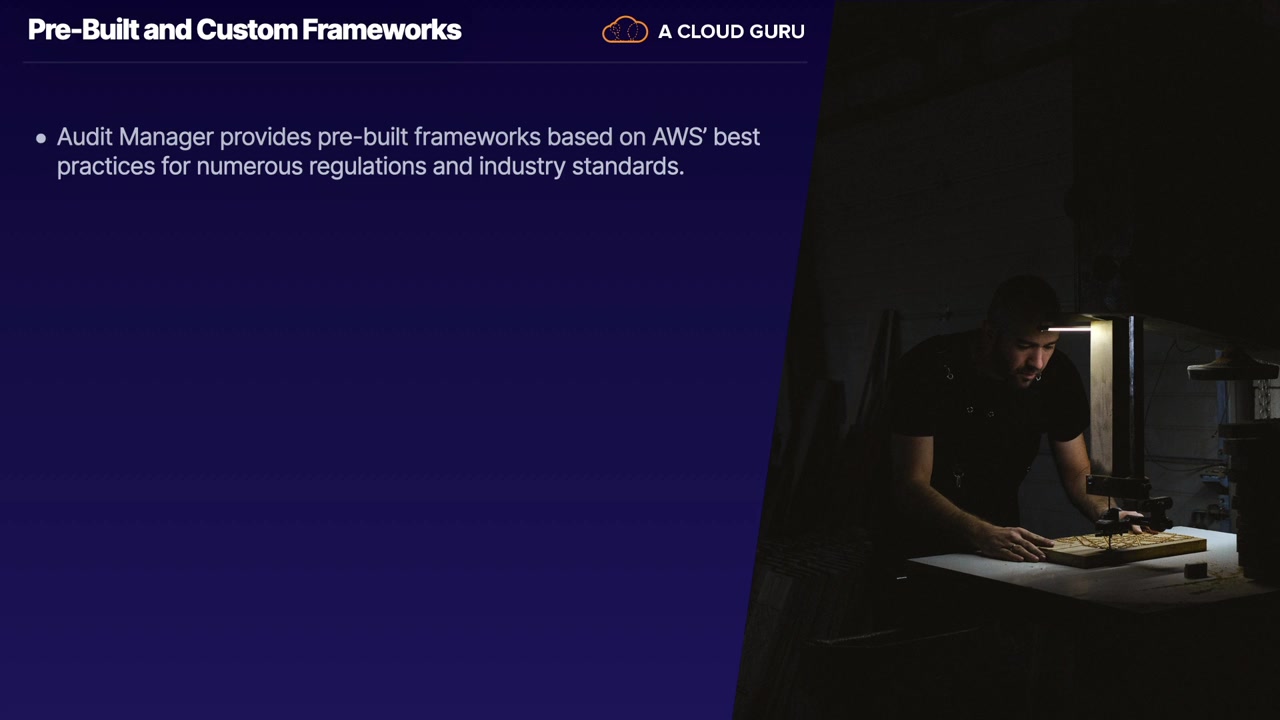 Pre-Built and Custom Frameworks
A CLOUD GURU
● Audit Manager provides pre-built frameworks based on AWS’ best
practices for numerous regulations and industry standards.